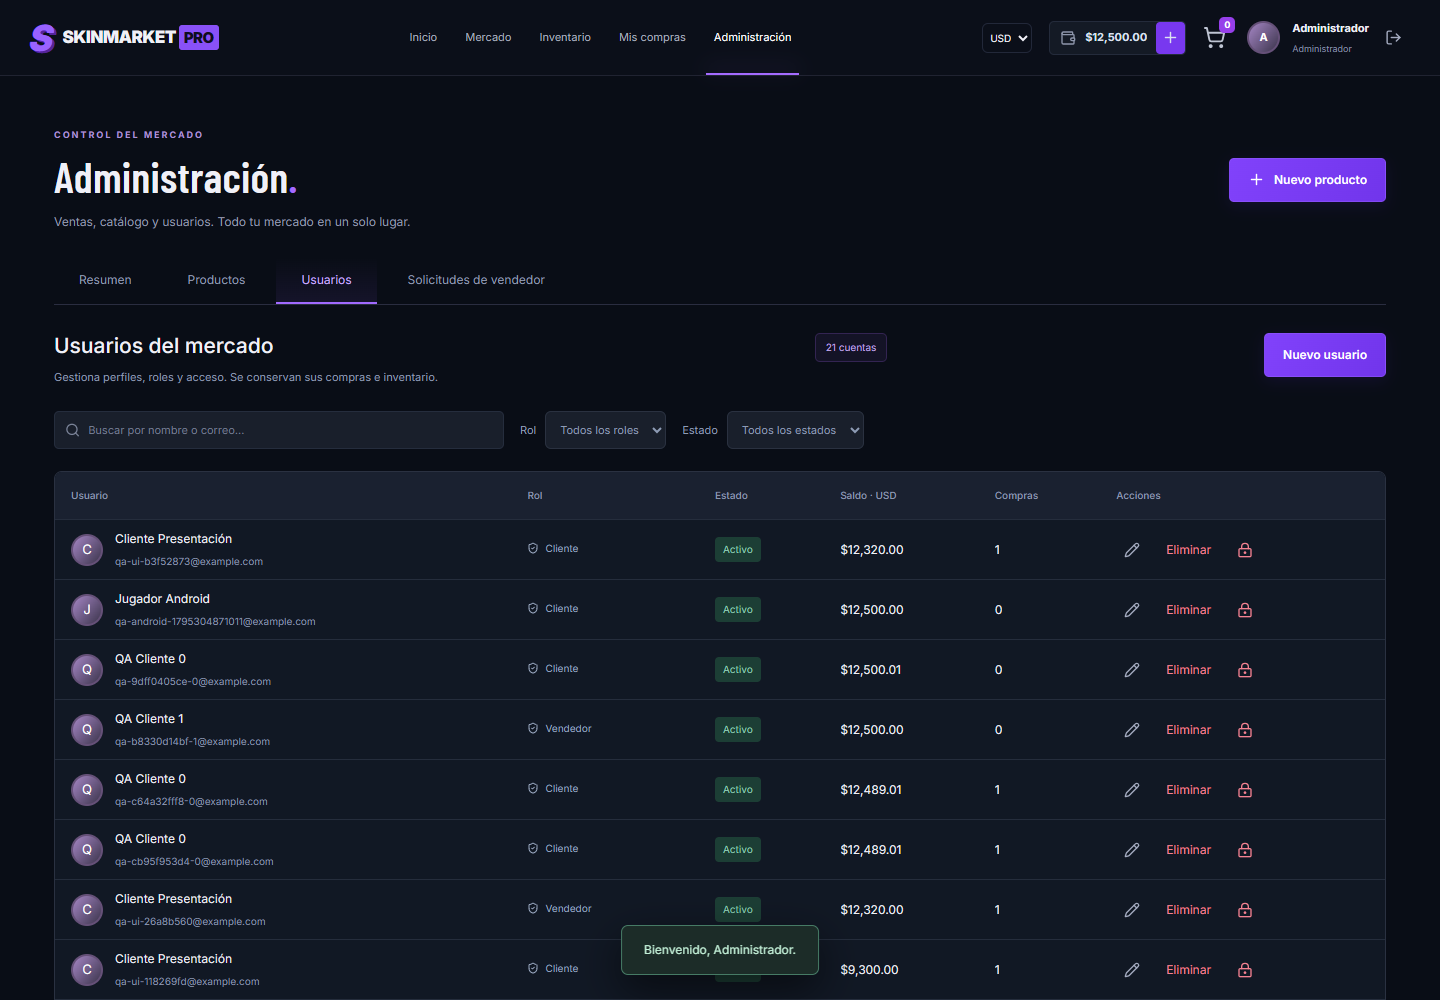 SKINMARKET PRO
Inicio
Mercado
Inventario
Mis compras
Administración
USD
$12,500.00
0
A
Administrador
Administrador
CONTROL DEL MERCADO
Administración.
Ventas, catálogo y usuarios. Todo tu mercado en un solo lugar.
Nuevo producto
Resumen
Productos
Usuarios
Solicitudes de vendedor
Usuarios del mercado
21 cuentas
Nuevo usuario
Gestiona perfiles, roles y acceso. Se conservan sus compras e inventario.
Buscar por nombre o correo...
Rol
Todos los roles
Estado
Todos los estados
Usuario Rol Estado Saldo · USD Compras Acciones
C Cliente Presentación Cliente Activo $12,320.00 1 Eliminar
qa-ui-b3f52873@example.com
J Jugador Android Cliente Activo $12,500.00 0 Eliminar
qa-android-1795304871011@example.com
Q QA Cliente 0 Cliente Activo $12,500.01 0 Eliminar
qa-9dff0405ce-0@example.com
Q QA Cliente 1 Vendedor Activo $12,500.00 0 Eliminar
qa-b8330d14bf-1@example.com
Q QA Cliente 0 Cliente Activo $12,489.01 1 Eliminar
qa-c64a32fff8-0@example.com
Q QA Cliente 0 Cliente Activo $12,489.01 1 Eliminar
qa-cb95f953d4-0@example.com
C Cliente Presentación Vendedor Activo $12,320.00 1 Eliminar
qa-ui-26a8b560@example.com
C Cliente Presentación Cliente $9,300.00 1 Eliminar
qa-ui-118269fd@example.com
Bienvenido, Administrador.